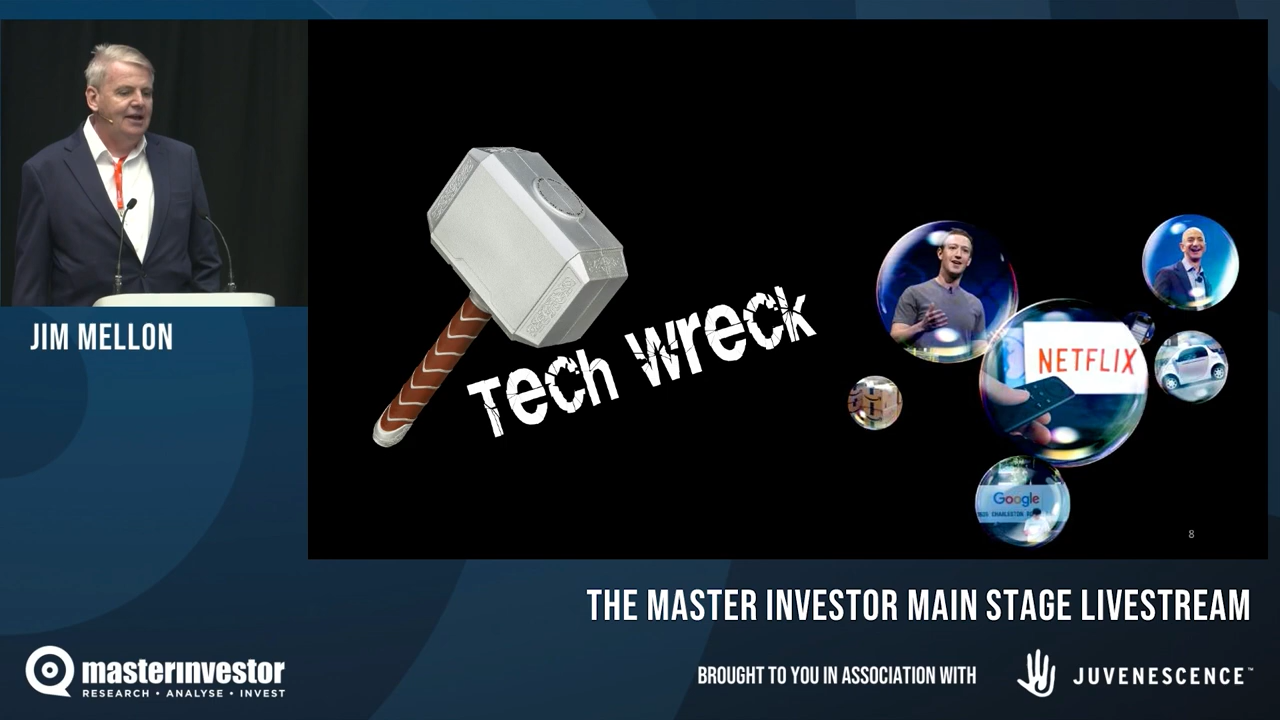 Tech wreck
NETFLIX
Google
8
JIM MELLON
THE MASTER INVESTOR MAIN STAGE LIVESTREAM
masterinvestor
RESEARCH • ANALYSE • INVEST
BROUGHT TO YOU IN ASSOCIATION WITH
JUVENESCENCE™